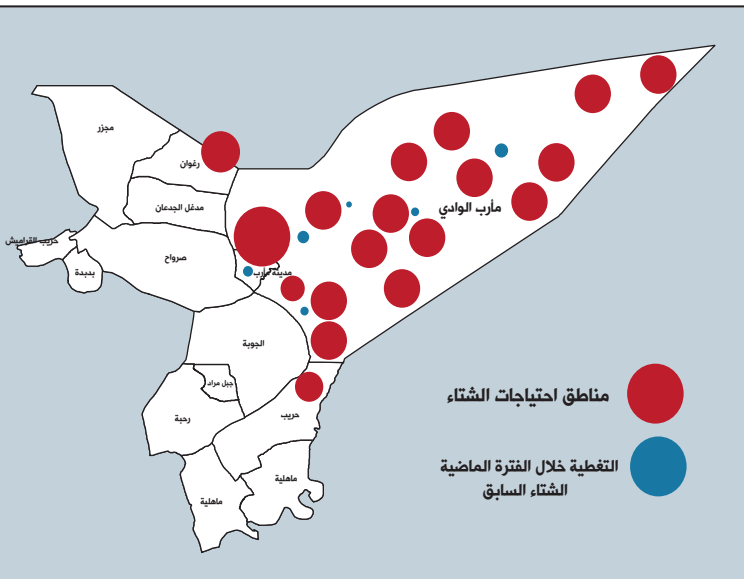 مجزر
رغوان
مدغل الجدعان
حريب القراميش
بدبدة
صرواح
مأرب الوادي
مدينة مأرب
الجوبة
جبل مراد
رحبة
حريب
ماهلية
ماهلية
مناطق احتياجات الشتاء
التغطية خلال الفترة الماضية
الشتاء السابق